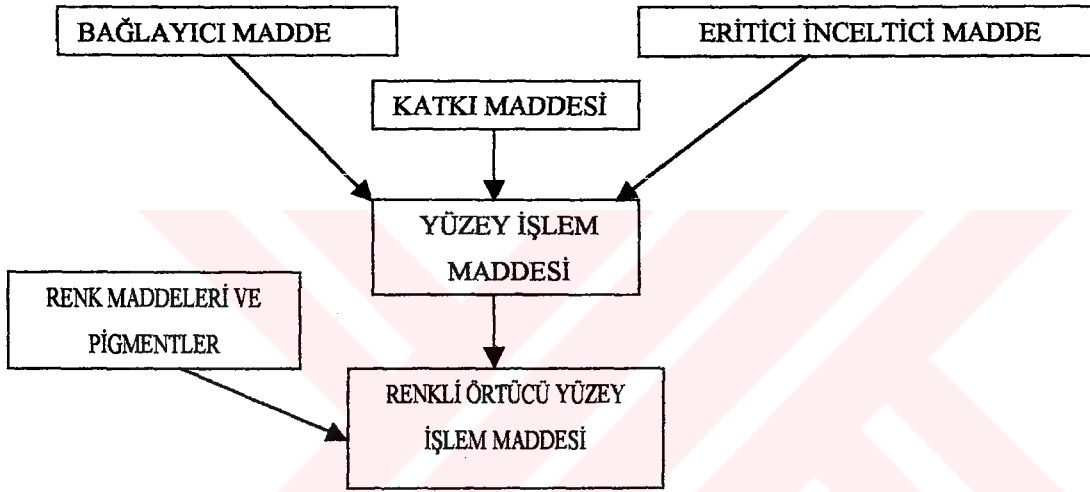 BAĞLAYICI MADDE
ERİTİCİ İNCELTİCİ MADDE
KATKI MADDESİ
YÜZEY İŞLEM
MADDESİ
RENK MADDELERİ VE
PİGMENTLER
RENKLİ ÖRTÜCÜ YÜZEY
İŞLEM MADDESİ